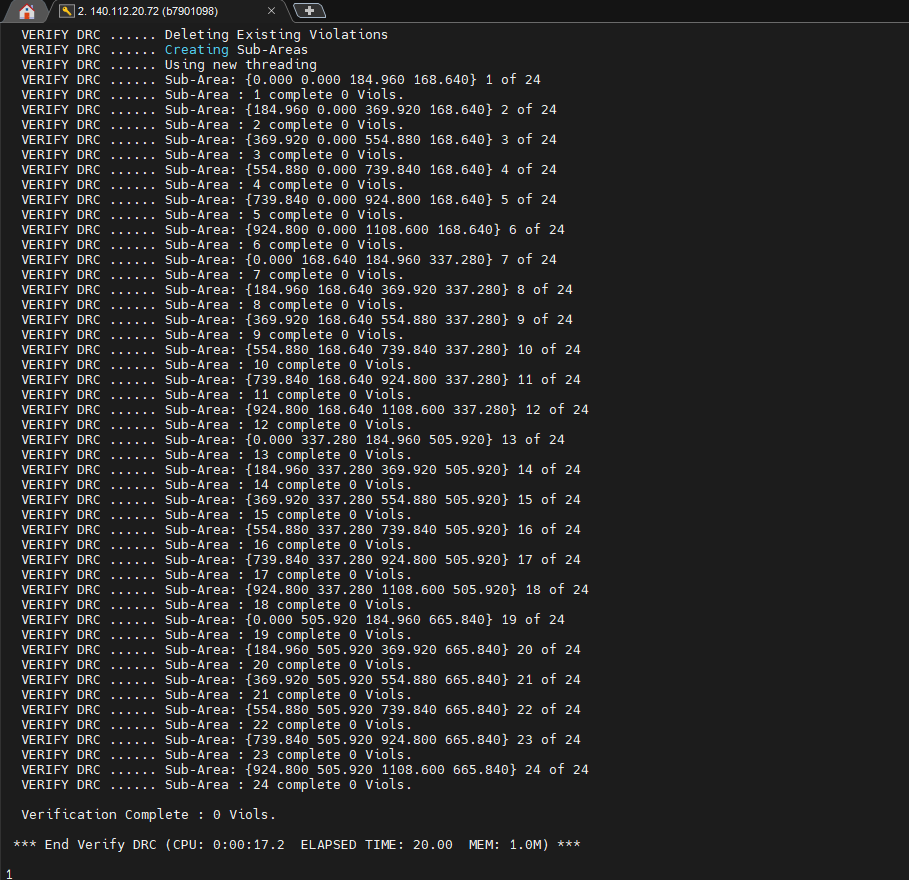 2. 140.112.20.72 (b7901098)
VERIFY DRC ...... Deleting Existing Violations
VERIFY DRC ...... Creating Sub-Areas
VERIFY DRC ...... Using new threading
VERIFY DRC ...... Sub-Area: {0.000 0.000 184.960 168.640} 1 of 24
VERIFY DRC ...... Sub-Area : 1 complete 0 Viols.
VERIFY DRC ...... Sub-Area: {184.960 0.000 369.920 168.640} 2 of 24
VERIFY DRC ...... Sub-Area : 2 complete 0 Viols.
VERIFY DRC ...... Sub-Area: {369.920 0.000 554.880 168.640} 3 of 24
VERIFY DRC ...... Sub-Area : 3 complete 0 Viols.
VERIFY DRC ...... Sub-Area: {554.880 0.000 739.840 168.640} 4 of 24
VERIFY DRC ...... Sub-Area : 4 complete 0 Viols.
VERIFY DRC ...... Sub-Area: {739.840 0.000 924.800 168.640} 5 of 24
VERIFY DRC ...... Sub-Area : 5 complete 0 Viols.
VERIFY DRC ...... Sub-Area: {924.800 0.000 1108.600 168.640} 6 of 24
VERIFY DRC ...... Sub-Area : 6 complete 0 Viols.
VERIFY DRC ...... Sub-Area: {0.000 168.640 184.960 337.280} 7 of 24
VERIFY DRC ...... Sub-Area : 7 complete 0 Viols.
VERIFY DRC ...... Sub-Area: {184.960 168.640 369.920 337.280} 8 of 24
VERIFY DRC ...... Sub-Area : 8 complete 0 Viols.
VERIFY DRC ...... Sub-Area: {369.920 168.640 554.880 337.280} 9 of 24
VERIFY DRC ...... Sub-Area : 9 complete 0 Viols.
VERIFY DRC ...... Sub-Area: {554.880 168.640 739.840 337.280} 10 of 24
VERIFY DRC ...... Sub-Area : 10 complete 0 Viols.
VERIFY DRC ...... Sub-Area: {739.840 168.640 924.800 337.280} 11 of 24
VERIFY DRC ...... Sub-Area : 11 complete 0 Viols.
VERIFY DRC ...... Sub-Area: {924.800 168.640 1108.600 337.280} 12 of 24
VERIFY DRC ...... Sub-Area : 12 complete 0 Viols.
VERIFY DRC ...... Sub-Area: {0.000 337.280 184.960 505.920} 13 of 24
VERIFY DRC ...... Sub-Area : 13 complete 0 Viols.
VERIFY DRC ...... Sub-Area: {184.960 337.280 369.920 505.920} 14 of 24
VERIFY DRC ...... Sub-Area : 14 complete 0 Viols.
VERIFY DRC ...... Sub-Area: {369.920 337.280 554.880 505.920} 15 of 24
VERIFY DRC ...... Sub-Area : 15 complete 0 Viols.
VERIFY DRC ...... Sub-Area: {554.880 337.280 739.840 505.920} 16 of 24
VERIFY DRC ...... Sub-Area : 16 complete 0 Viols.
VERIFY DRC ...... Sub-Area: {739.840 337.280 924.800 505.920} 17 of 24
VERIFY DRC ...... Sub-Area : 17 complete 0 Viols.
VERIFY DRC ...... Sub-Area: {924.800 337.280 1108.600 505.920} 18 of 24
VERIFY DRC ...... Sub-Area : 18 complete 0 Viols.
VERIFY DRC ...... Sub-Area: {0.000 505.920 184.960 665.840} 19 of 24
VERIFY DRC ...... Sub-Area : 19 complete 0 Viols.
VERIFY DRC ...... Sub-Area: {184.960 505.920 369.920 665.840} 20 of 24
VERIFY DRC ...... Sub-Area : 20 complete 0 Viols.
VERIFY DRC ...... Sub-Area: {369.920 505.920 554.880 665.840} 21 of 24
VERIFY DRC ...... Sub-Area : 21 complete 0 Viols.
VERIFY DRC ...... Sub-Area: {554.880 505.920 739.840 665.840} 22 of 24
VERIFY DRC ...... Sub-Area : 22 complete 0 Viols.
VERIFY DRC ...... Sub-Area: {739.840 505.920 924.800 665.840} 23 of 24
VERIFY DRC ...... Sub-Area : 23 complete 0 Viols.
VERIFY DRC ...... Sub-Area: {924.800 505.920 1108.600 665.840} 24 of 24
VERIFY DRC ...... Sub-Area : 24 complete 0 Viols.
Verification Complete : 0 Viols.
*** End Verify DRC (CPU: 0:00:17.2  ELAPSED TIME: 20.00  MEM: 1.0M) ***
1